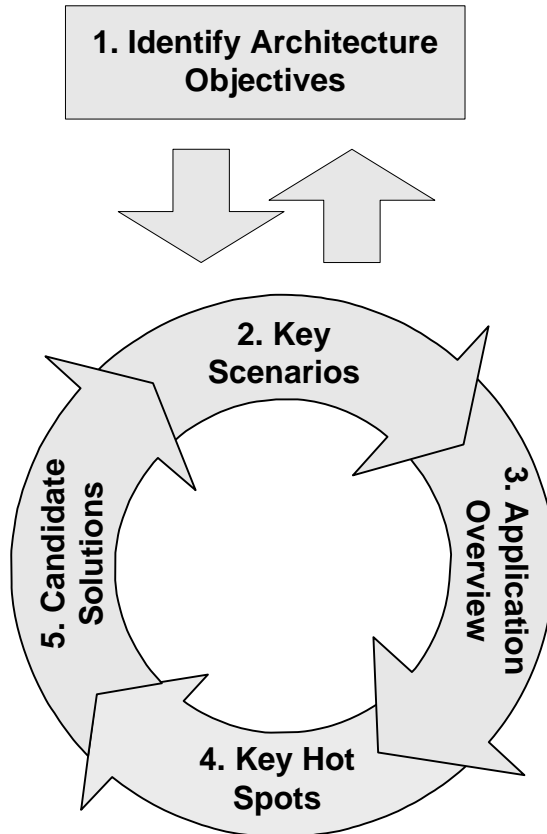 1. Identify Architecture
Objectives
2. Key
Scenarios
3. Application
Overview
4. Key Hot
Spots
5. Candidate
Solutions